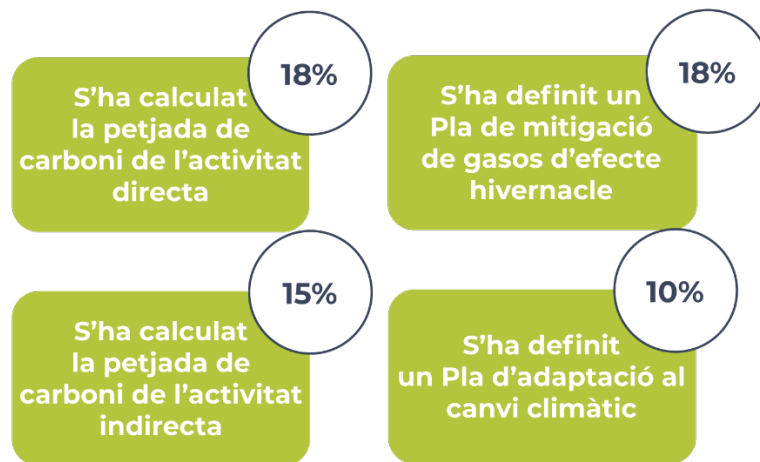 18%
S’ha calculat
la petjada de
carboni de l’activitat
directa
18%
S’ha definit un
Pla de mitigació
de gasos d’efecte
hivernacle
15%
S’ha calculat
la petjada de
carboni de l’activitat
indirecta
10%
S’ha definit
un Pla d’adaptació al
canvi climàtic